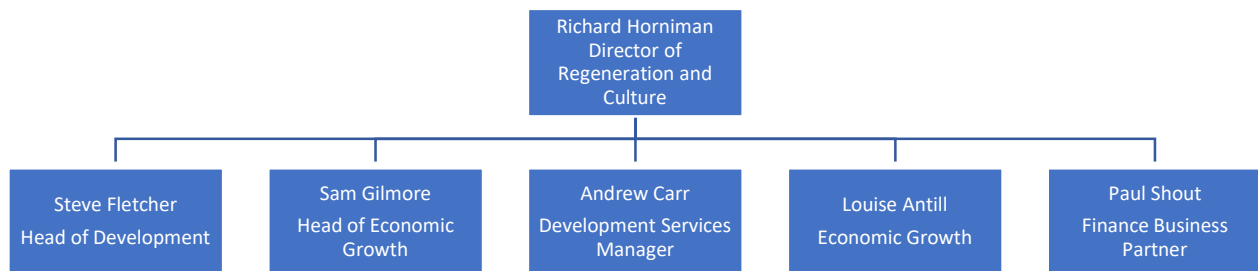 Richard Horniman
Director of
Regeneration and
Culture
Steve Fletcher
Head of Development
Sam Gilmore
Head of Economic
Growth
Andrew Carr
Development Services
Manager
Louise Antill
Economic Growth
Paul Shout
Finance Business
Partner